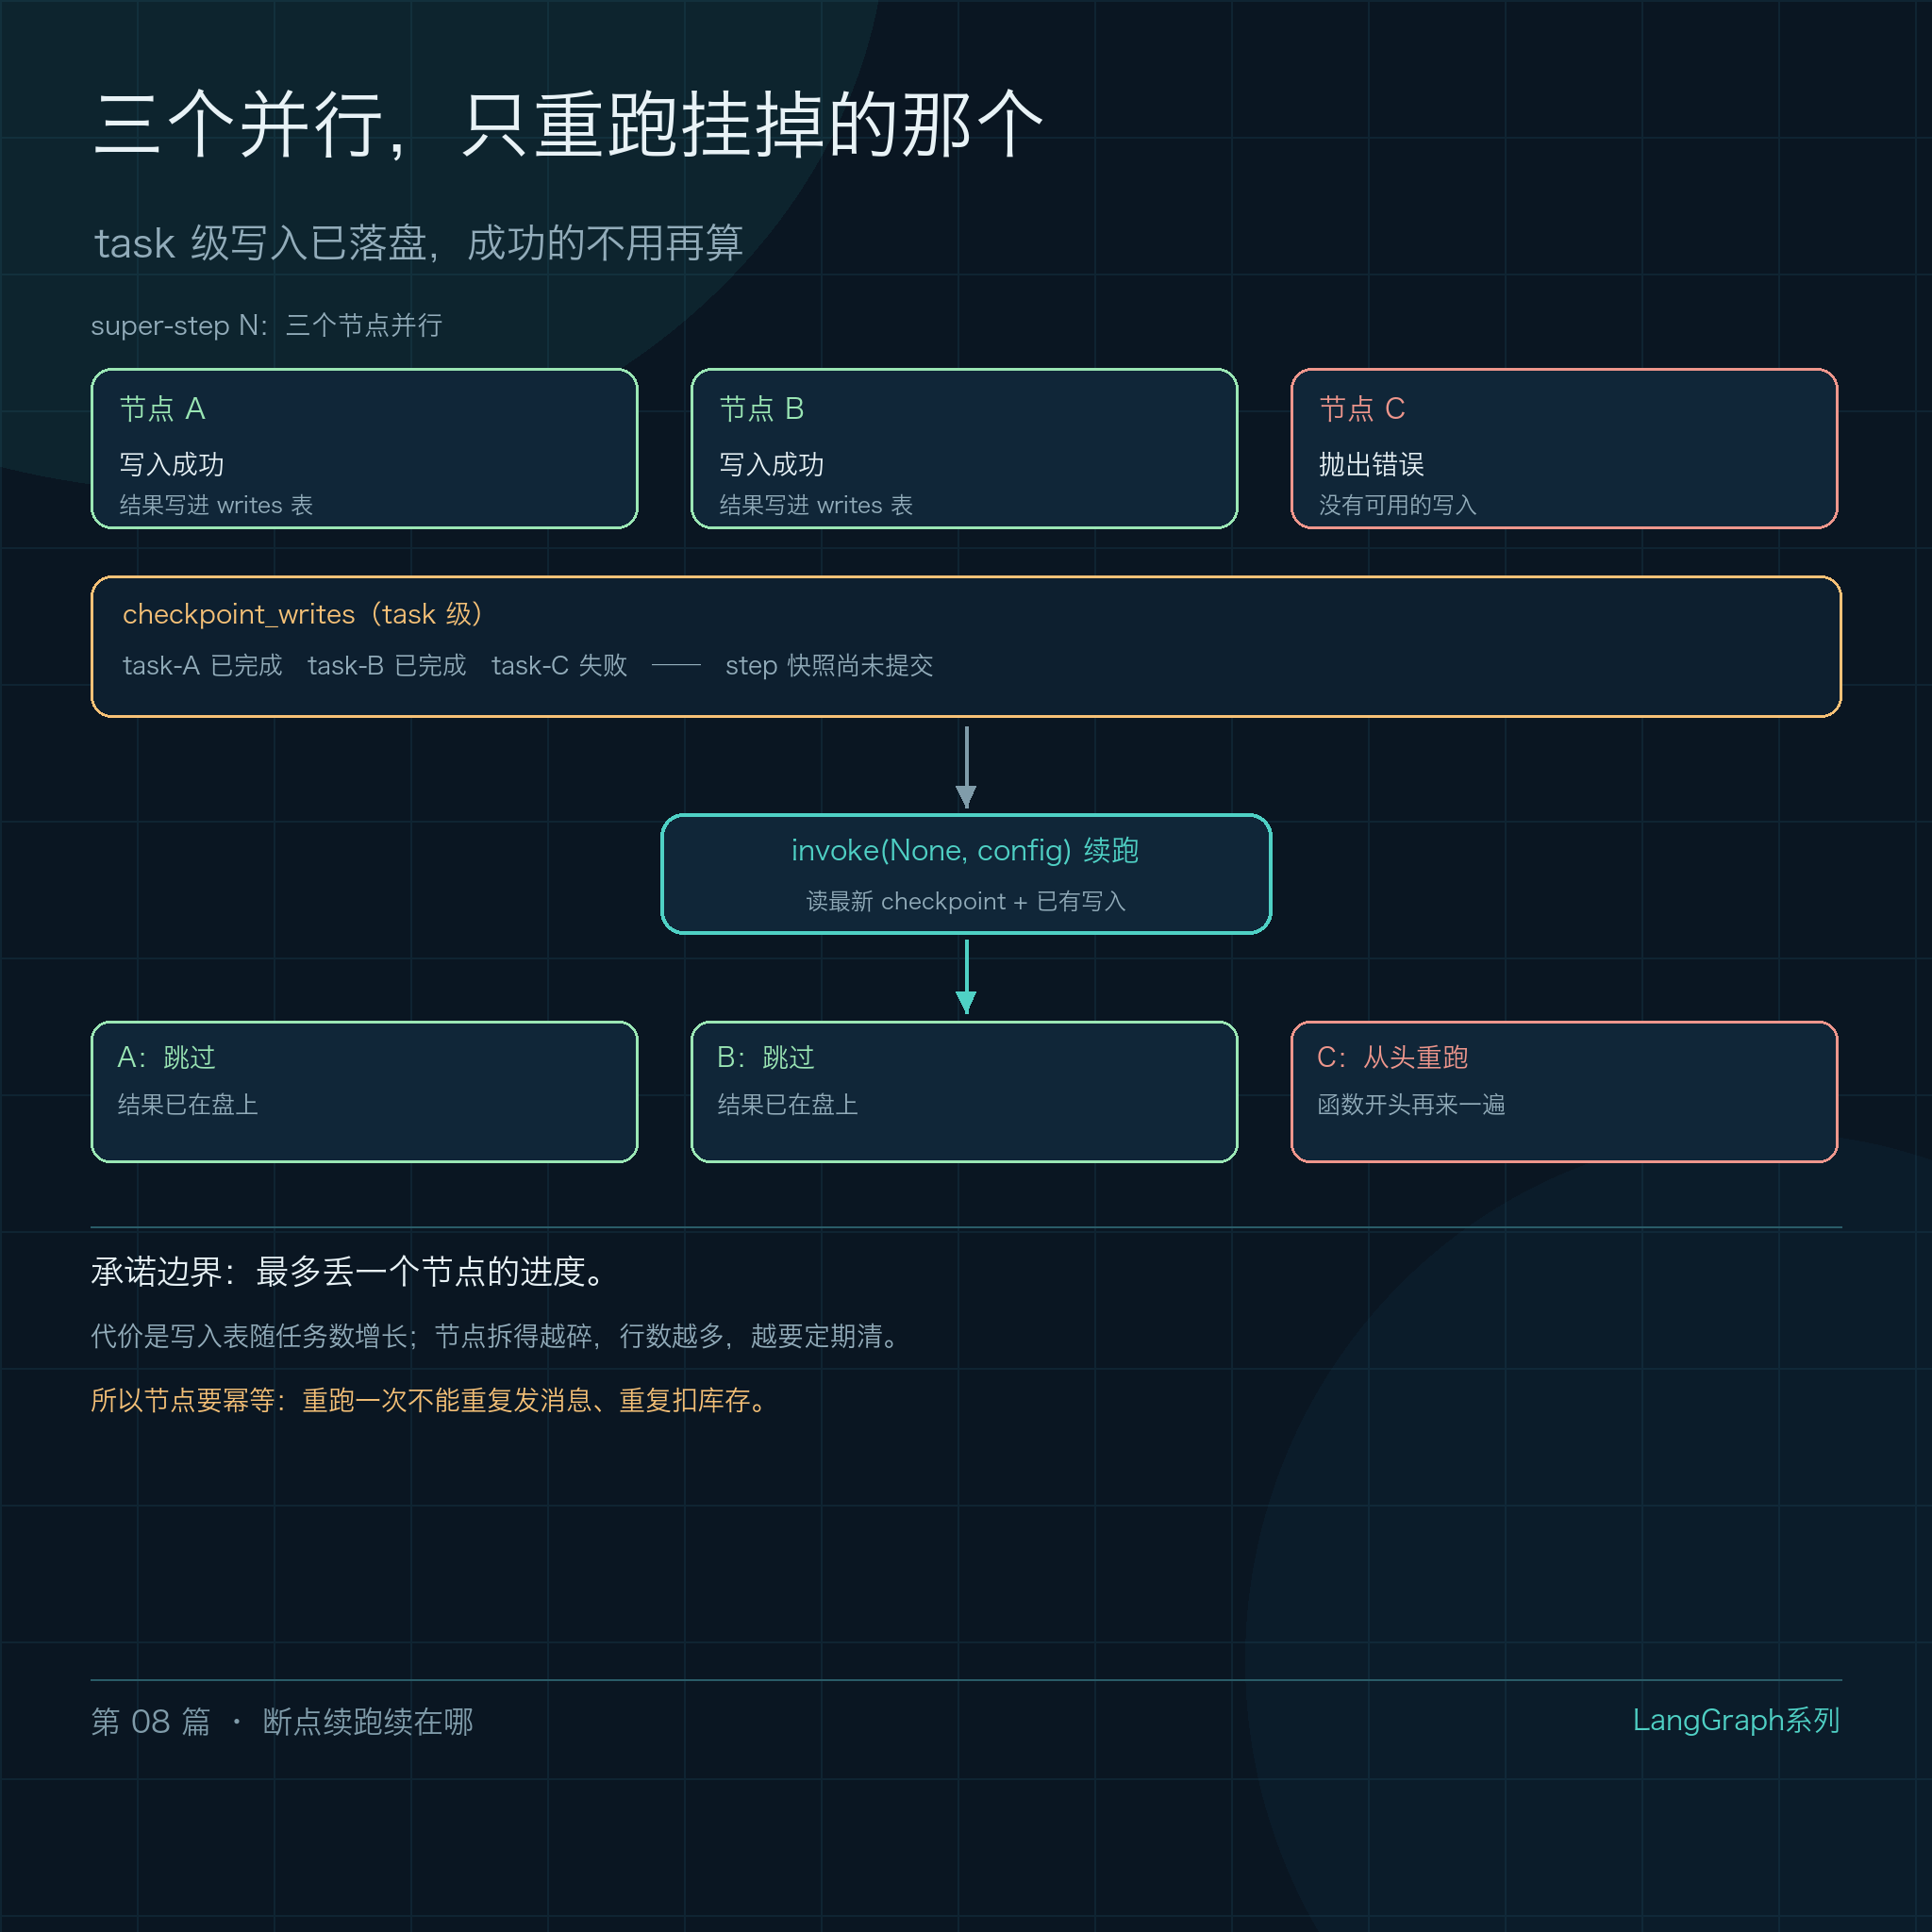 三个并行，只重跑挂掉的那个
task 级写入已落盘，成功的不用再算
super-step N：三个节点并行
节点 A
写入成功
结果写进 writes 表
节点 B
写入成功
结果写进 writes 表
节点 C
抛出错误
没有可用的写入
checkpoint_writes（task 级）
task-A 已完成　task-B 已完成　task-C 失败　——　step 快照尚未提交
invoke(None, config) 续跑
读最新 checkpoint + 已有写入
A：跳过
结果已在盘上
B：跳过
结果已在盘上
C：从头重跑
函数开头再来一遍
承诺边界：最多丢一个节点的进度。
代价是写入表随任务数增长；节点拆得越碎，行数越多，越要定期清。
所以节点要幂等：重跑一次不能重复发消息、重复扣库存。
第 08 篇 · 断点续跑续在哪
LangGraph系列